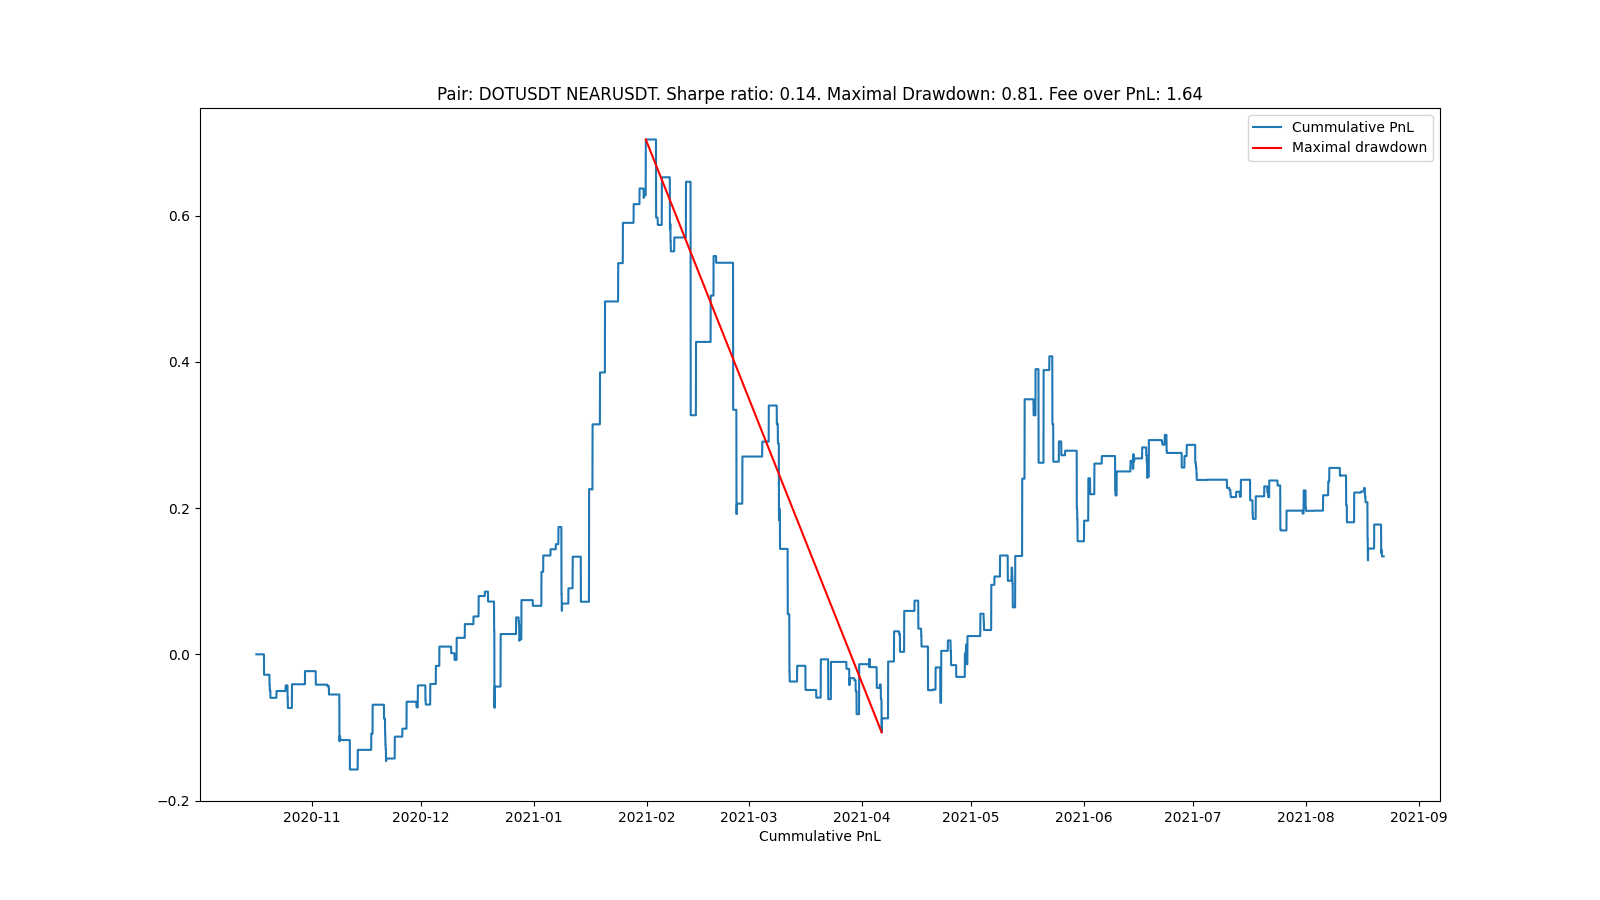 Pair: DOTUSDT NEARUSDT. Sharpe ratio: 0.14. Maximal Drawdown: 0.81. Fee over PnL: 1.64
Cummulative PnL
Maximal drawdown
0.6
0.4
0.2
0.0
−0.2
2020-11 2020-12 2021-01 2021-02 2021-03 2021-04 2021-05 2021-06 2021-07 2021-08 2021-09
Cummulative PnL